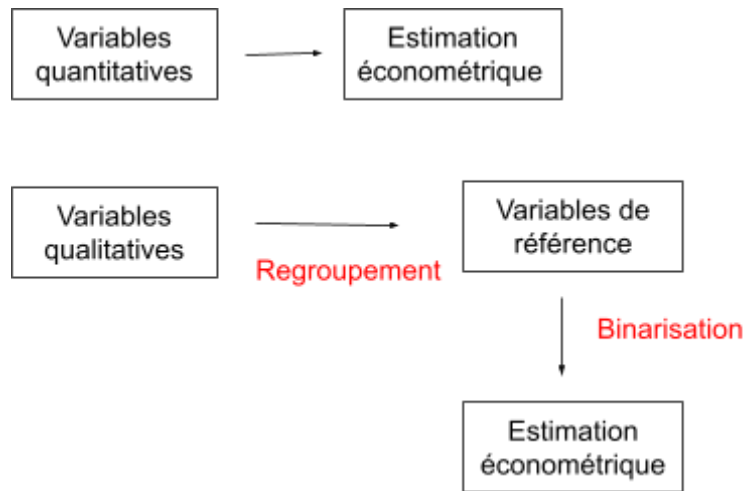 Variables
quantitatives
Estimation
économétrique
Variables
qualitatives
Regroupement
Variables de
référence
Binarisation
Estimation
économétrique